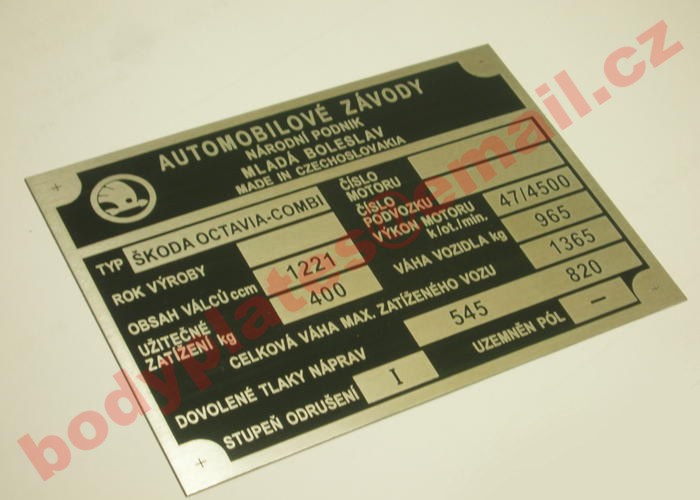 AUTOMOBILOVÉ ZÁVODY
NÁRODNÍ PODNIK
MLADÁ BOLESLAV
MADE IN CZECHOSLOVAKIA
TYP ŠKODA OCTAVIA-COMBI
ČÍSLO MOTORU
ROK VÝROBY
ČÍSLO PODVOZKU
OBSAH VÁLCŮ ccm 1221
VÝKON MOTORU k/ot./min. 47/4500
UŽITEČNÉ ZATÍŽENÍ kg 400
VÁHA VOZIDLA kg 965
CELKOVÁ VÁHA MAX. ZATÍŽENÉHO VOZU 1365
DOVOLENÉ TLAKY NÁPRAV 545 820
STUPEŇ ODRUŠENÍ I
UZEMNĚN PÓL –
bodyplates@email.cz